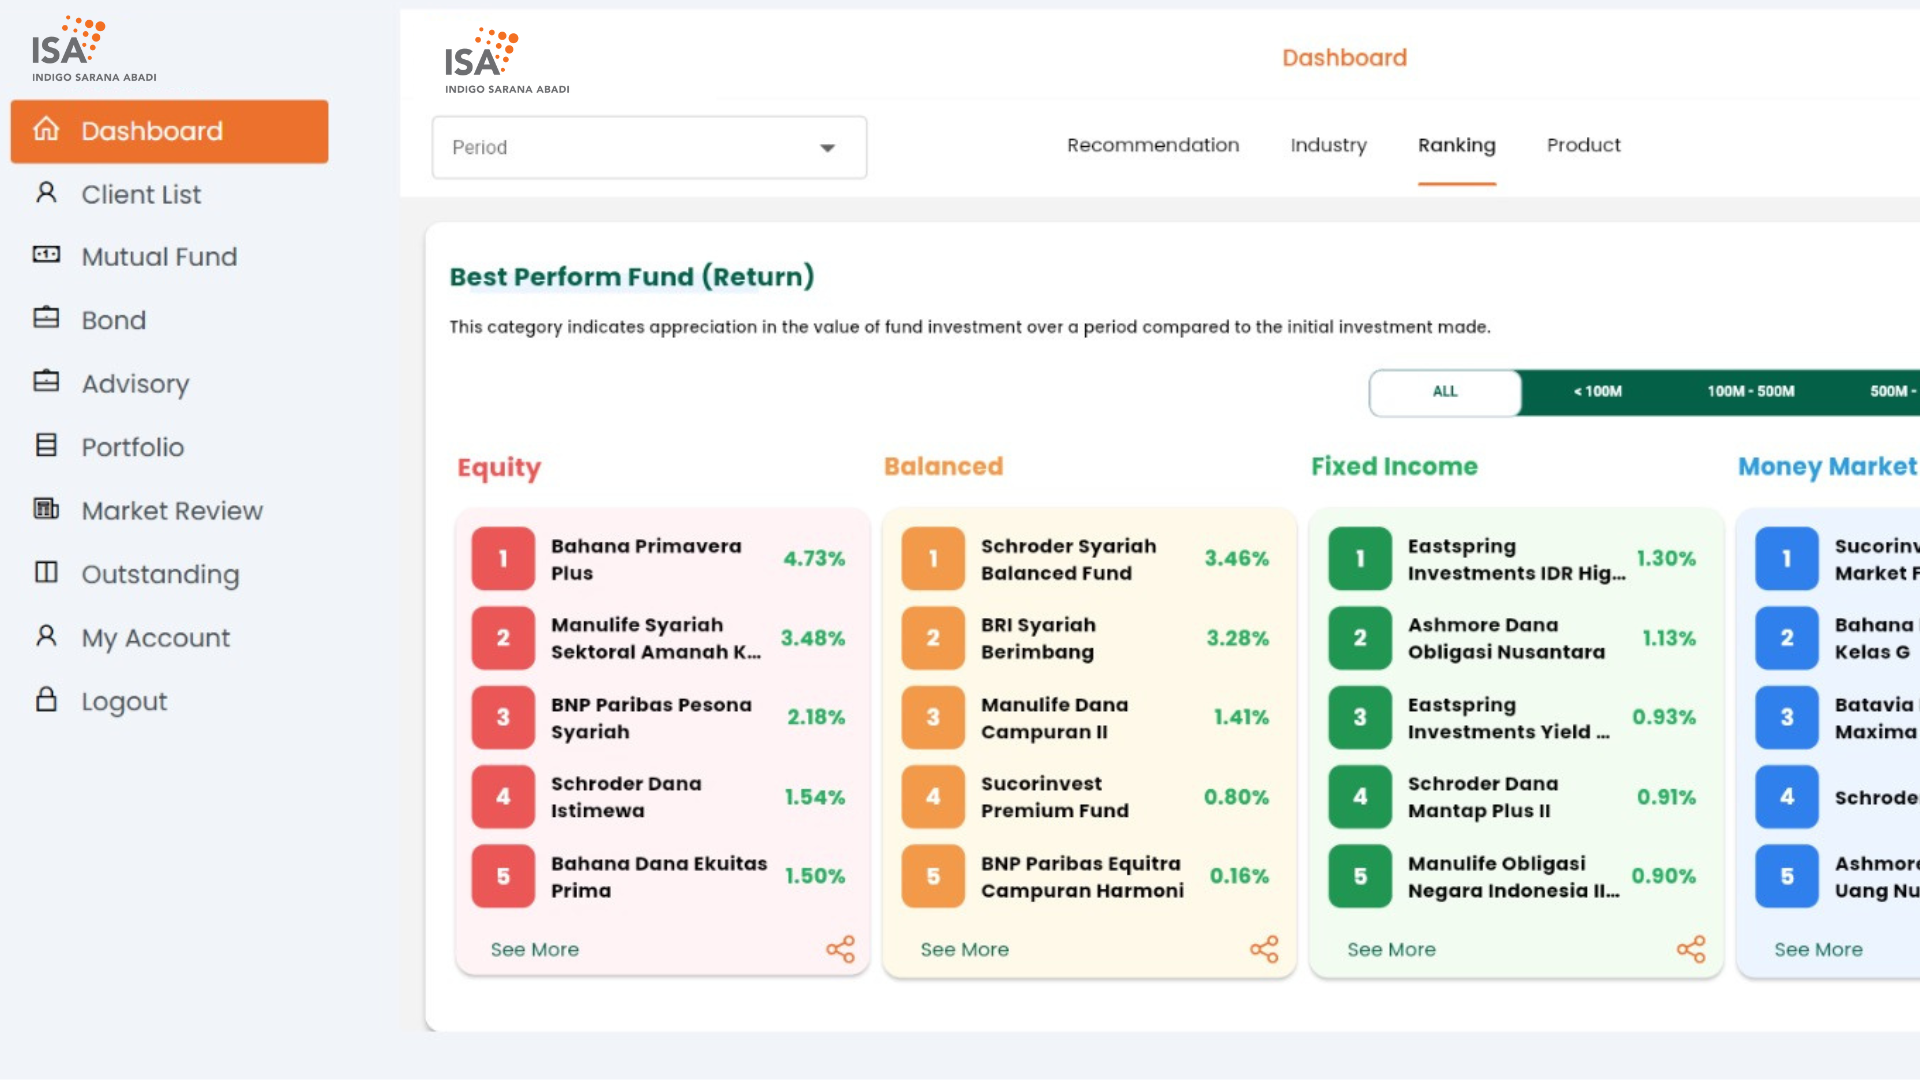 ISA
INDIGO SARANA ABADI
Dashboard
Client List
Mutual Fund
Bond
Advisory
Portfolio
Market Review
Outstanding
My Account
Logout
ISA
INDIGO SARANA ABADI
Dashboard
Period
Recommendation
Industry
Ranking
Product
Best Perform Fund (Return)
This category indicates appreciation in the value of fund investment over a period compared to the initial investment made.
ALL
< 100M
100M - 500M
500M -
Equity
1
Bahana Primavera
Plus
4.73%
2
Manulife Syariah
Sektoral Amanah K...
3.48%
3
BNP Paribas Pesona
Syariah
2.18%
4
Schroder Dana
Istimewa
1.54%
5
Bahana Dana Ekuitas
Prima
1.50%
See More
Balanced
1
Schroder Syariah
Balanced Fund
3.46%
2
BRI Syariah
Berimbang
3.28%
3
Manulife Dana
Campuran II
1.41%
4
Sucorinvest
Premium Fund
0.80%
5
BNP Paribas Equitra
Campuran Harmoni
0.16%
See More
Fixed Income
1
Eastspring
Investments IDR Hig...
1.30%
2
Ashmore Dana
Obligasi Nusantara
1.13%
3
Eastspring
Investments Yield ...
0.93%
4
Schroder Dana
Mantap Plus II
0.91%
5
Manulife Obligasi
Negara Indonesia II...
0.90%
See More
Money Market
1
Market
2
Bahana
Kelas G
3
Batavia
Maxima
4
5
Uang
See More